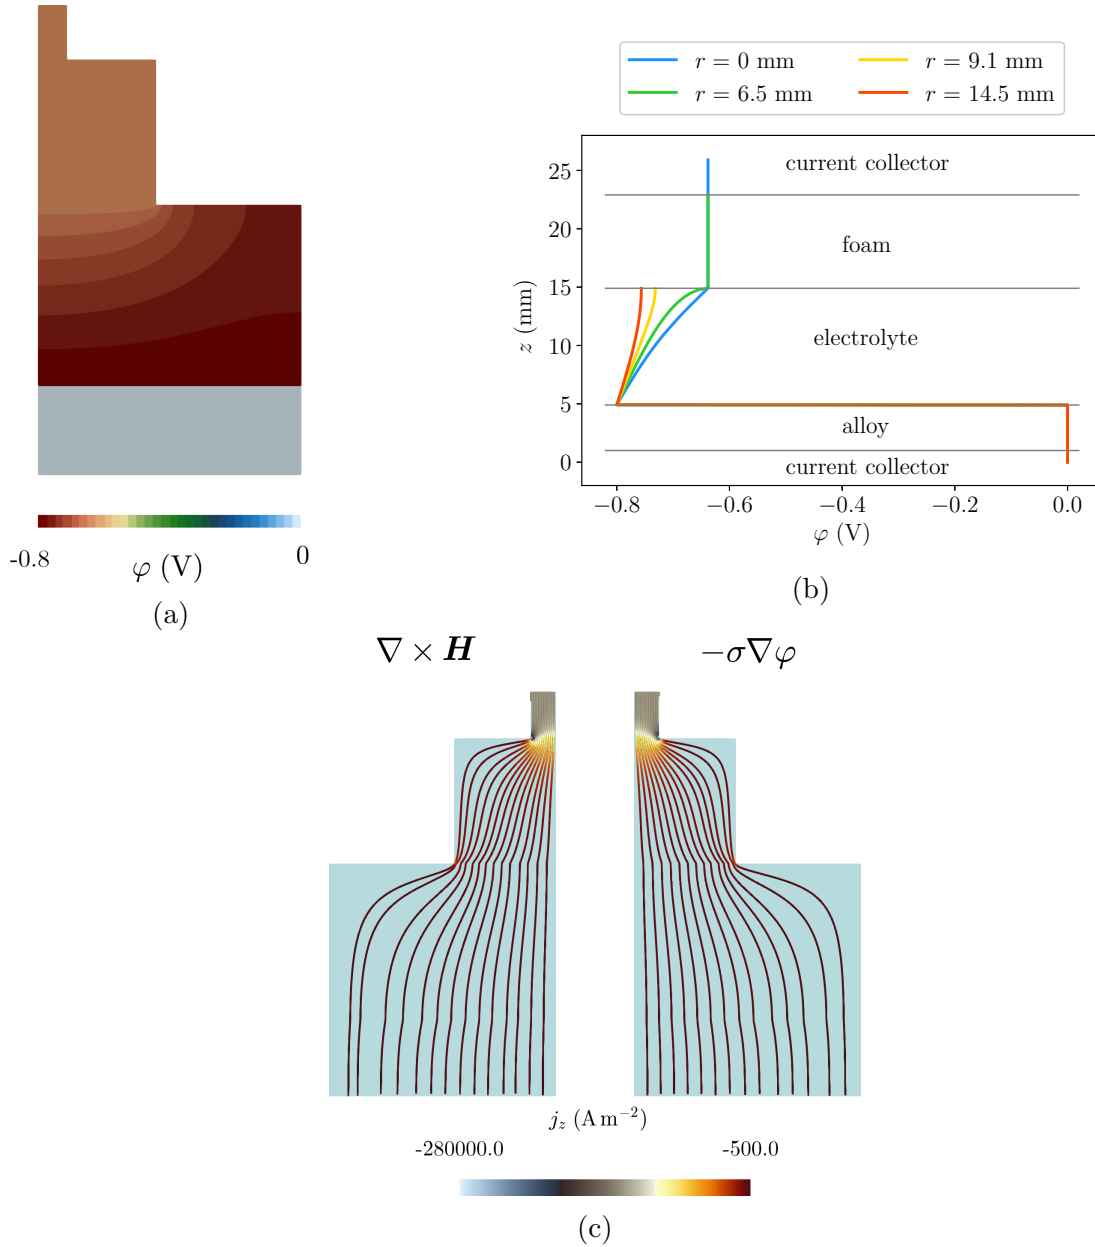 r = 0 mm
r = 6.5 mm
r = 9.1 mm
r = 14.5 mm
current collector
foam
electrolyte
alloy
current collector
25
20
15
10
5
0
z (mm)
−0.8 −0.6 −0.4 −0.2 0.0
φ (V)
(b)
-0.8 0
φ (V)
(a)
∇ × H
−σ∇φ
j_z (A m⁻²)
-280000.0 -500.0
(c)